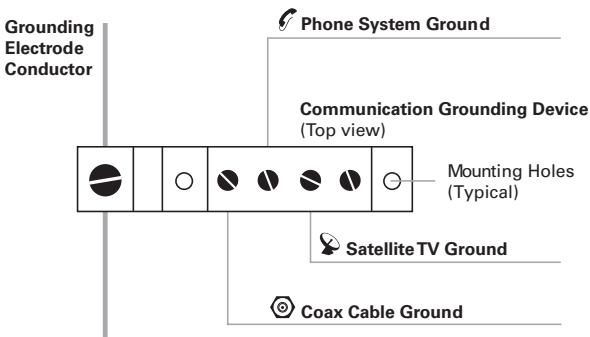 Grounding
Electrode
Conductor
Phone System Ground
Communication Grounding Device
(Top view)
Mounting Holes
(Typical)
Satellite TV Ground
Coax Cable Ground